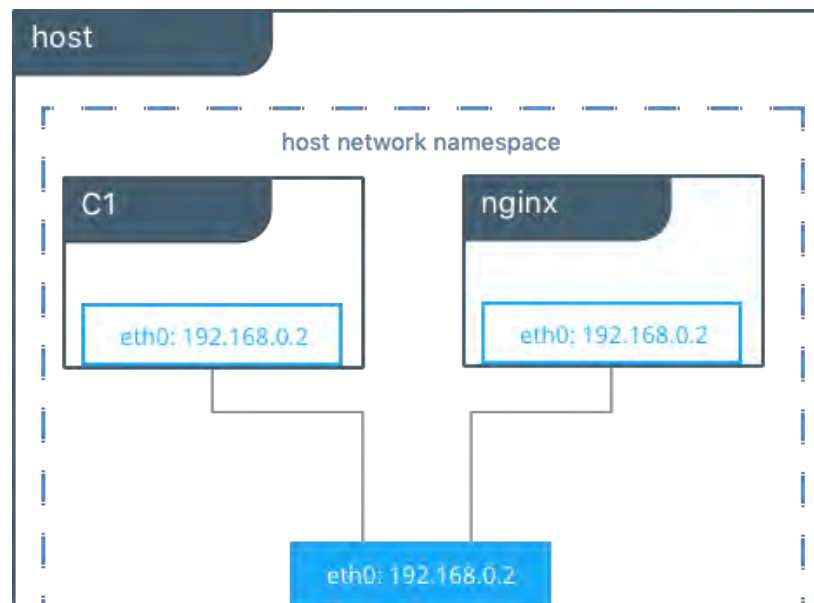 host
host network namespace
C1
nginx
eth0: 192.168.0.2
eth0: 192.168.0.2
eth0: 192.168.0.2